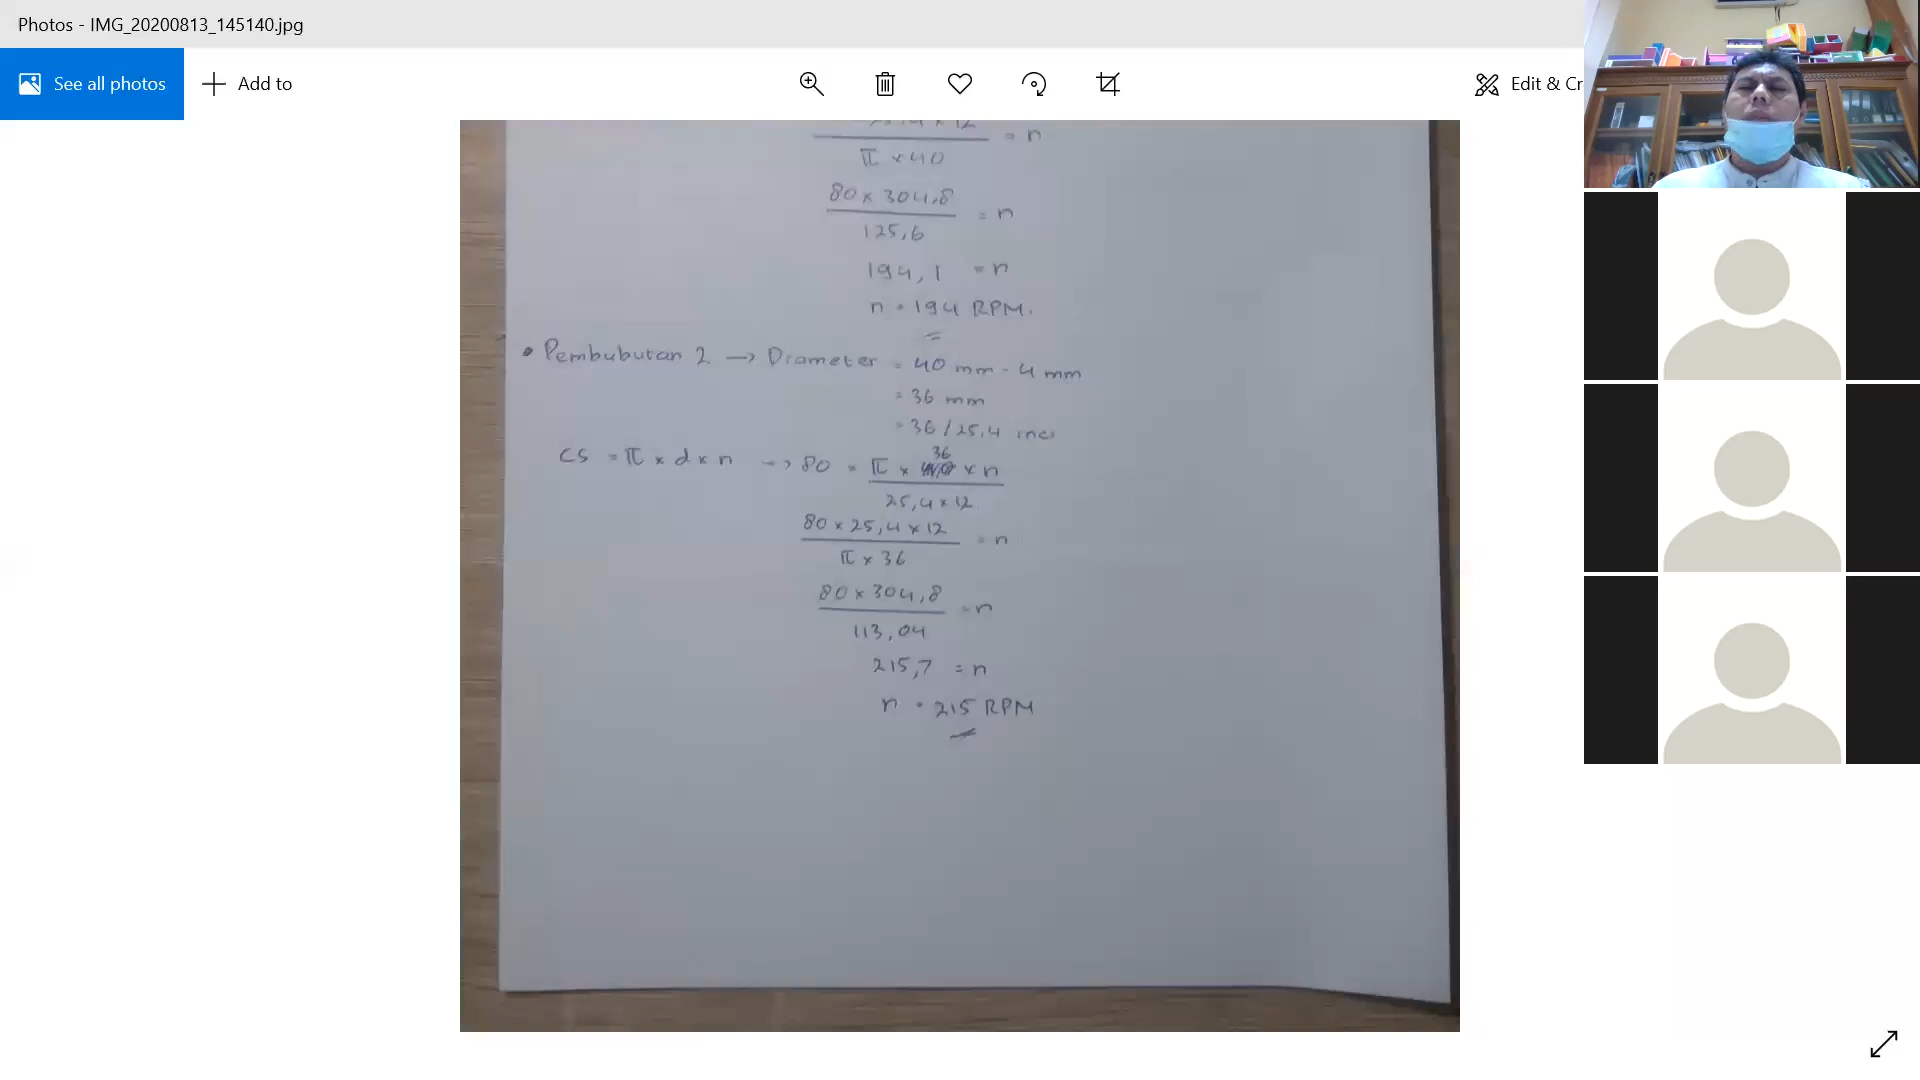 Photos - IMG_20200813_145140.jpg
See all photos
Add to
Edit & Cr
= n
π × 40
80 × 304,8
= n
125,6
194,1 = n
n = 194 RPM.
• Pembubutan 2 → Diameter = 40 mm - 4 mm
= 36 mm
= 36 / 25,4 inci
CS = π × d × n → 80 = π × 36 × n
25,4 × 12
80 × 25,4 × 12
= n
π × 36
80 × 304,8
= n
113,04
215,7 = n
n = 215 RPM